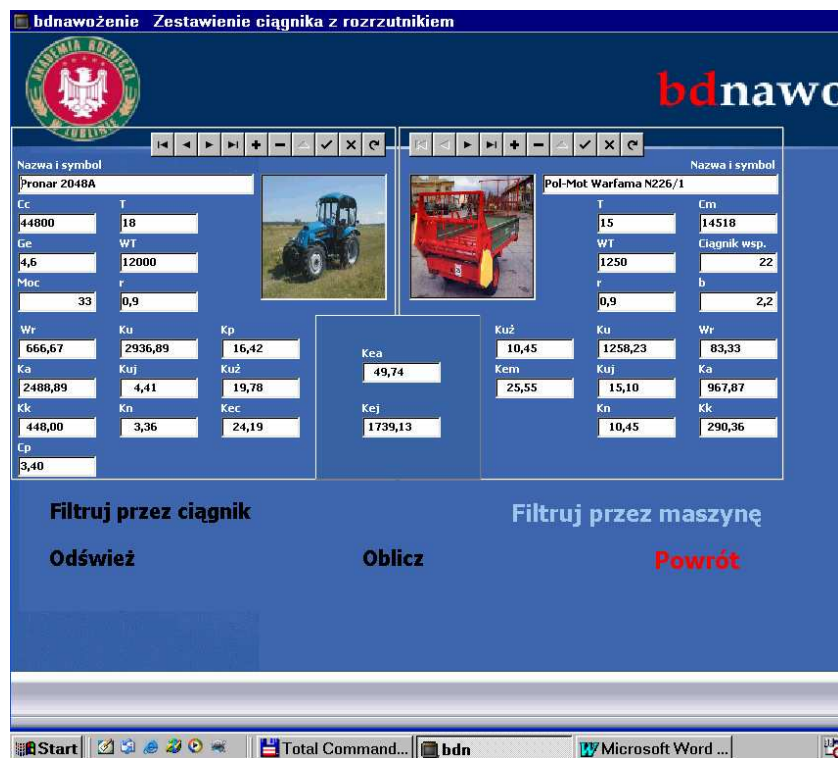 bdnawożenie Zestawienie ciągnika z rozrzutnikiem
AKADEMIA ROLNICZA
W LUBLINIE
bdnawo
Nazwa i symbol
Pronar 2048A
Cc T
44800 18
Ge WT
4,6 12000
Moc r
33 0,9
Wr Ku Kp
666,67 2936,89 16,42
Ka Kuj Kuż
2488,89 4,41 19,78
Kk Kn Kec
448,00 3,36 24,19
Cp
3,40
Kea
49,74
Kej
1739,13
Nazwa i symbol
Pol-Mot Warfama N226/1
T Cm
15 14518
WT Ciągnik wsp.
1250 22
r b
0,9 2,2
Kuż Ku Wr
10,45 1258,23 83,33
Kem Kuj Ka
25,55 15,10 967,87
Kn Kk
10,45 290,36
Filtruj przez ciągnik Filtruj przez maszynę
Odśwież Oblicz Powrót
Start Total Command... bdn Microsoft Word ...